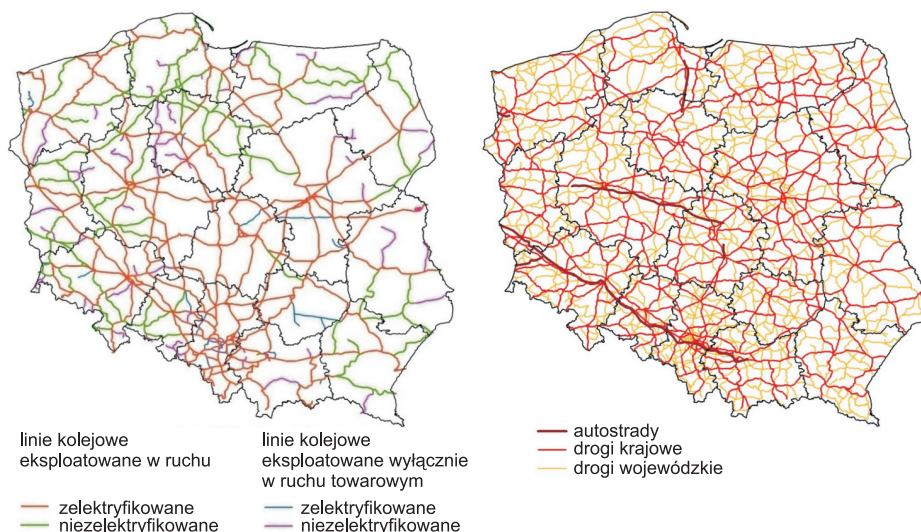 linie kolejowe
eksploatowane w ruchu
zelektryfikowane
niezelektryfikowane
linie kolejowe
eksploatowane wyłącznie
w ruchu towarowym
zelektryfikowane
niezelektryfikowane
autostrady
drogi krajowe
drogi wojewódzkie